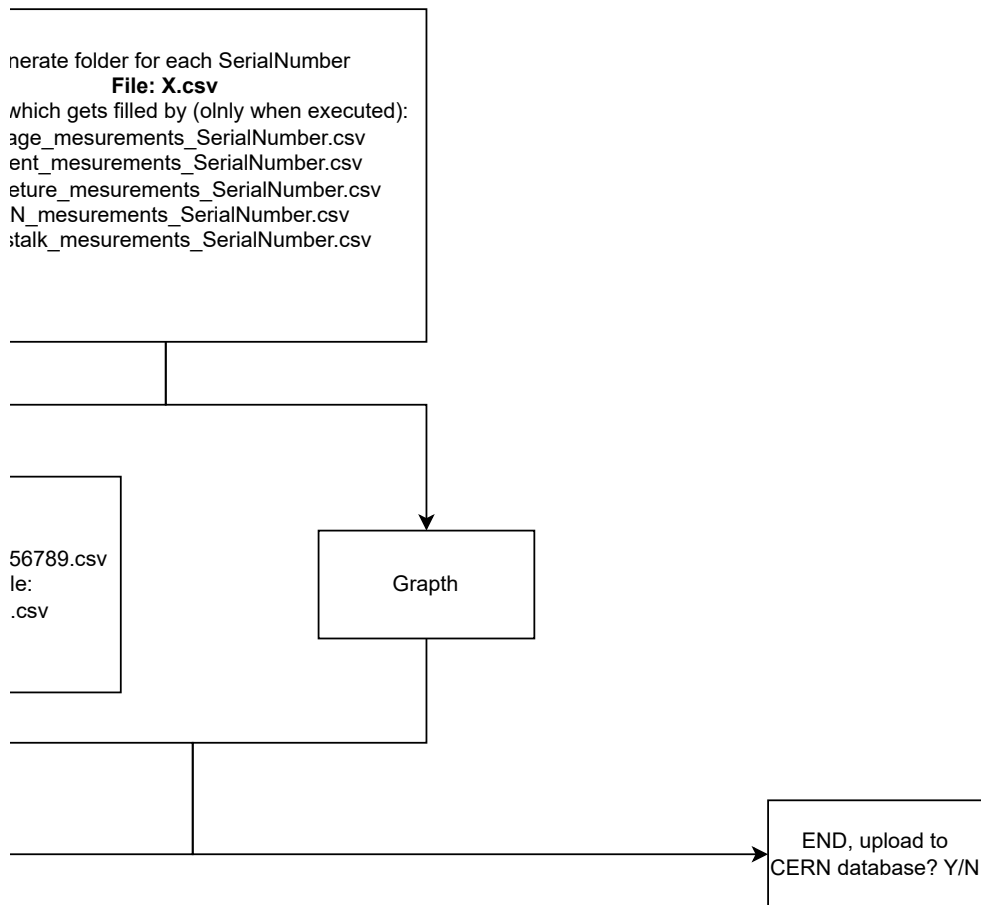 nerate folder for each SerialNumber
File: X.csv
which gets filled by (olnly when executed):
age_mesurements_SerialNumber.csv
ent_mesurements_SerialNumber.csv
eture_mesurements_SerialNumber.csv
N_mesurements_SerialNumber.csv
stalk_mesurements_SerialNumber.csv
56789.csv
le:
.csv
Grapth
END, upload to
CERN database? Y/N